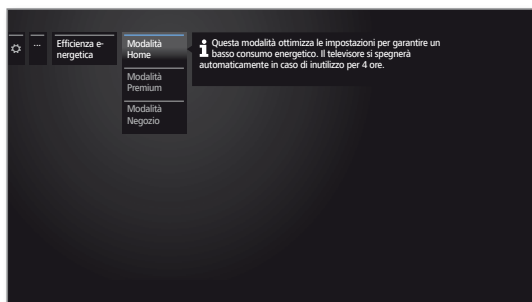 ...
Efficienza e-
nergetica
Modalità
Home
Modalità
Premium
Modalità
Negozio
Questa modalità ottimizza le impostazioni per garantire un
basso consumo energetico. Il televisore si spegnerà
automaticamente in caso di inutilizzo per 4 ore.